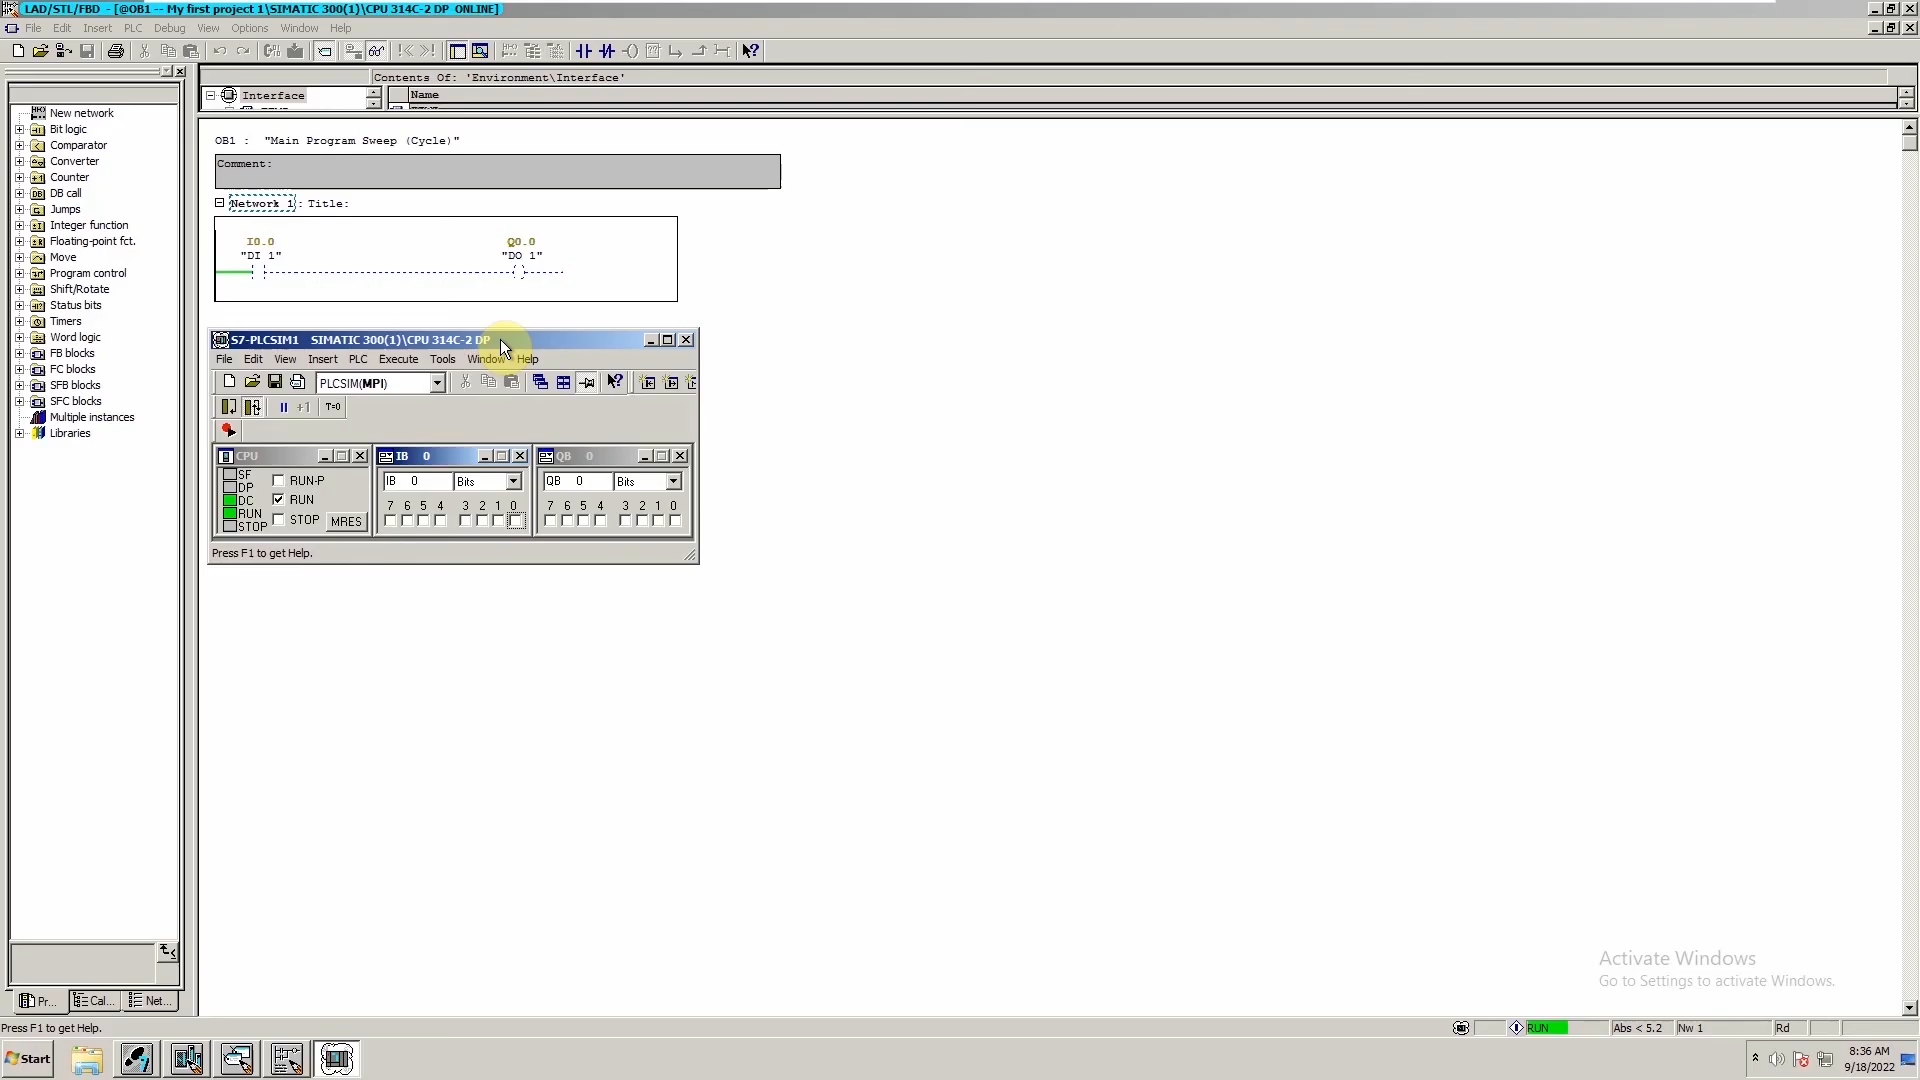 LAD/STL/FBD - [@OB1 -- My first project 1\SIMATIC 300(1)\CPU 314C-2 DP ONLINE]
File Edit Insert PLC Debug View Options Window Help
Contents Of: 'Environment\Interface'
Interface
Name
New network
Bit logic
Comparator
Converter
Counter
DB call
Jumps
Integer function
Floating-point fct.
Move
Program control
Shift/Rotate
Status bits
Timers
Word logic
FB blocks
FC blocks
SFB blocks
SFC blocks
Multiple instances
Libraries
OB1 : "Main Program Sweep (Cycle)"
Comment:
Network 1: Title:
I0.0 Q0.0
"DI 1" "DO 1"
S7-PLCSIM1 SIMATIC 300(1)\CPU 314C-2 DP
File Edit View Insert PLC Execute Tools Window Help
PLCSIM(MPI)
+1 T=0
CPU
SF
DP
DC
RUN
STOP
RUN-P
RUN
STOP
MRES
IB 0
IB 0 Bits
7 6 5 4 3 2 1 0
QB 0
QB 0 Bits
7 6 5 4 3 2 1 0
Press F1 to get Help.
Activate Windows
Go to Settings to activate Windows.
Pr... Cal... Net...
Press F1 to get Help.
RUN Abs < 5.2 Nw 1 Rd
Start
8:36 AM
9/18/2022